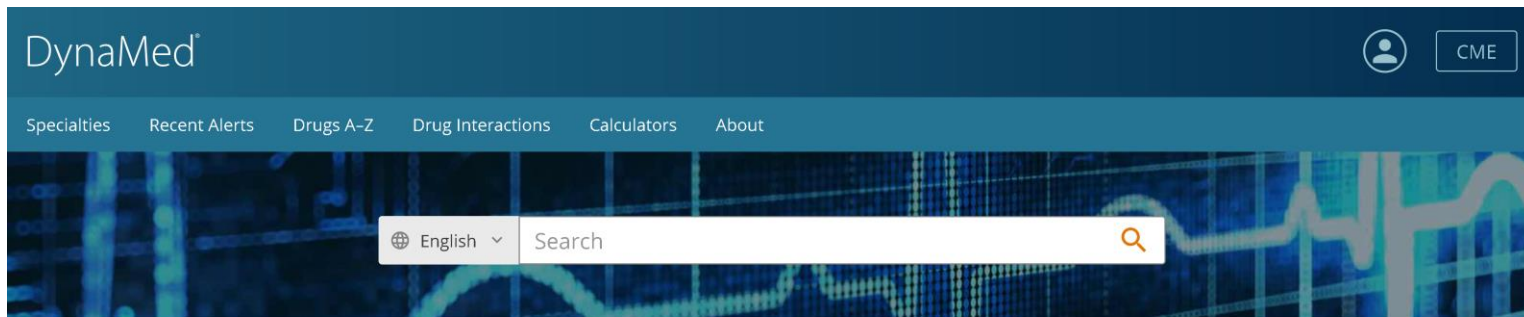 DynaMed®
CME
Specialties Recent Alerts Drugs A–Z Drug Interactions Calculators About
English Search